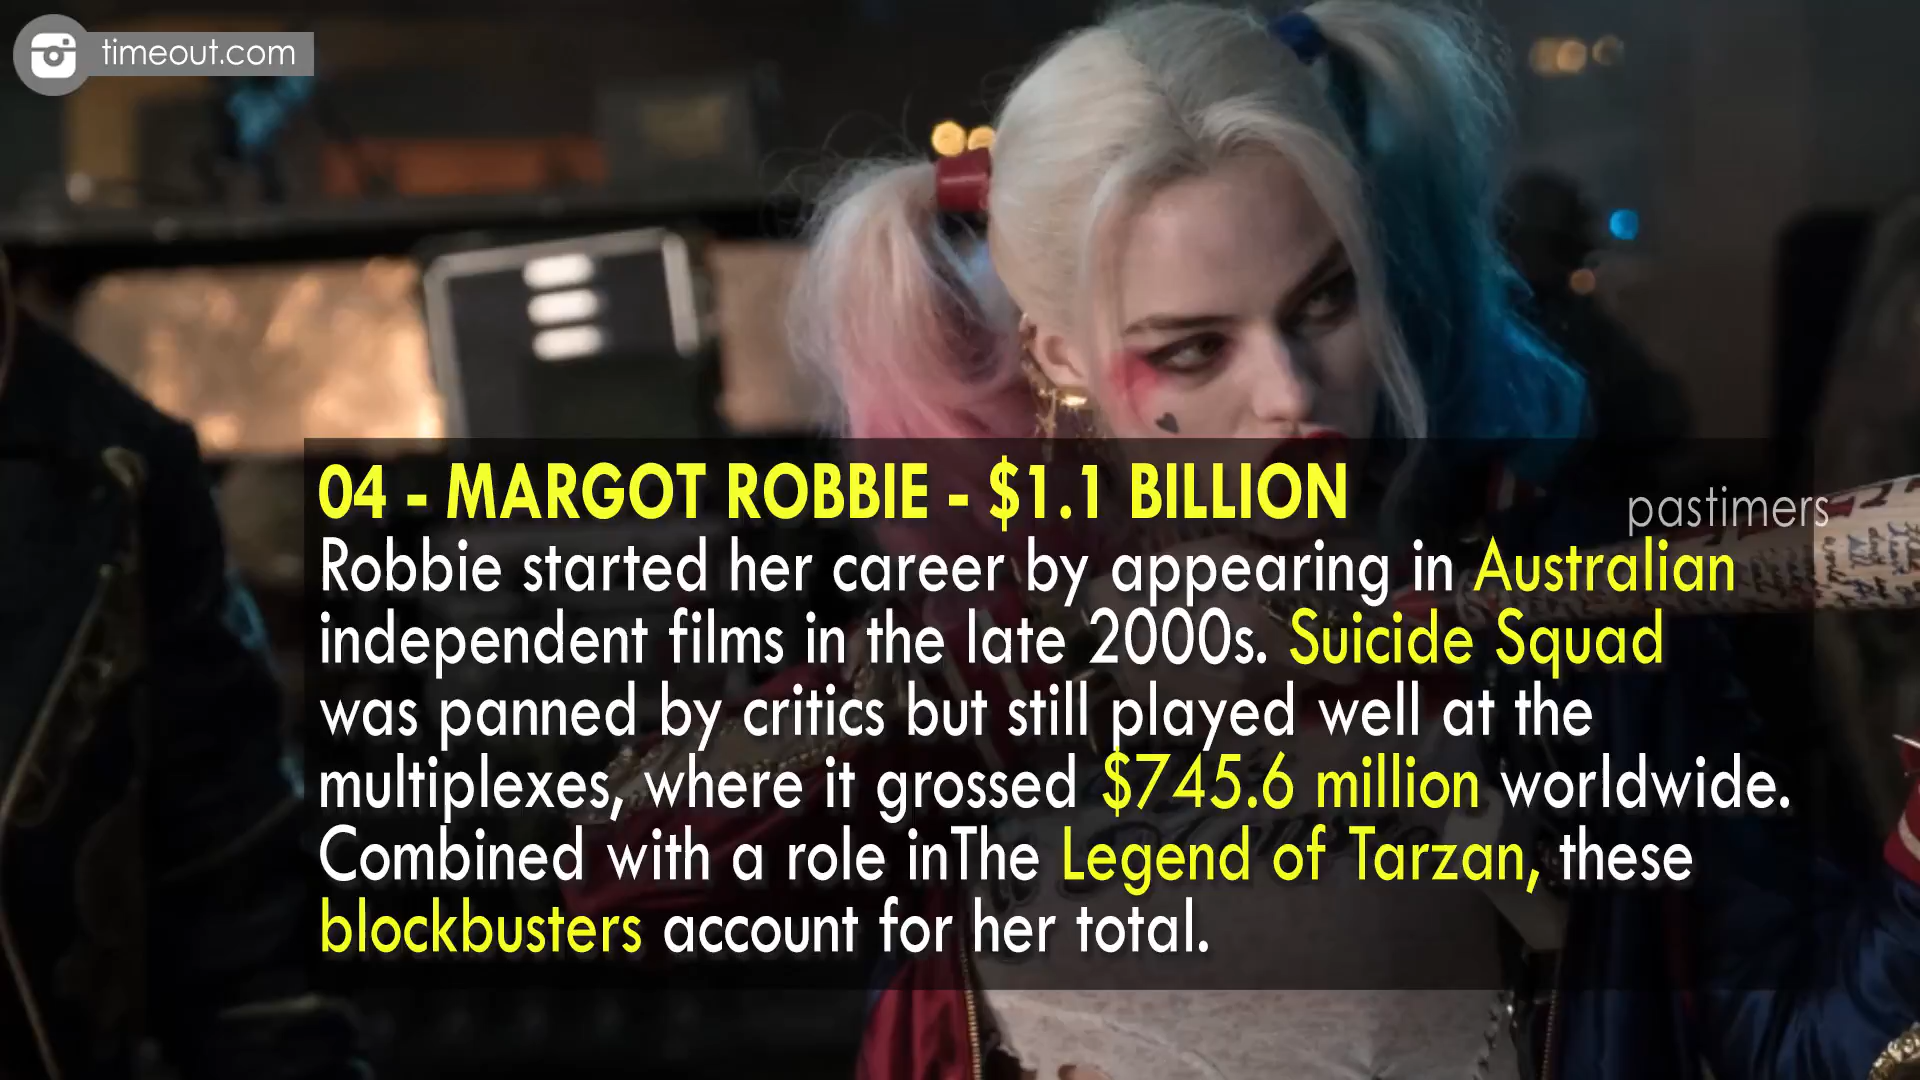 timeout.com
04 - MARGOT ROBBIE - $1.1 BILLION
pastimers
Robbie started her career by appearing in Australian
independent films in the late 2000s. Suicide Squad
was panned by critics but still played well at the
multiplexes, where it grossed $745.6 million worldwide.
Combined with a role inThe Legend of Tarzan, these
blockbusters account for her total.